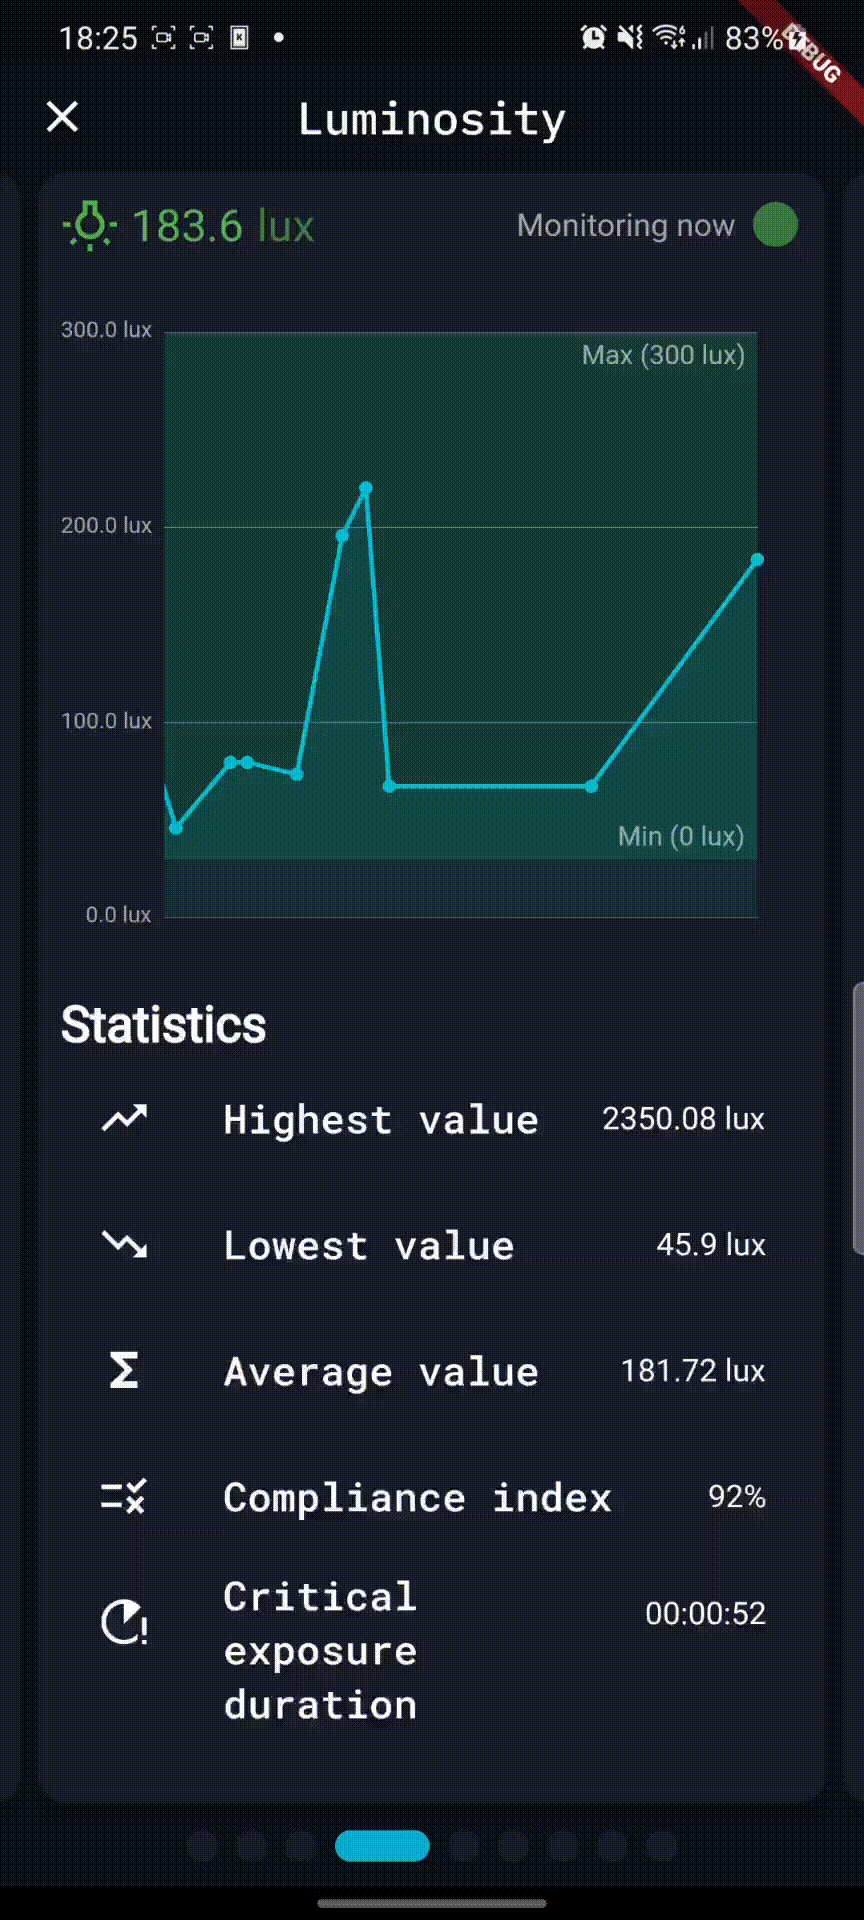 18:25
83%
DEBUG
Luminosity
183.6 lux
Monitoring now
300.0 lux
Max (300 lux)
200.0 lux
100.0 lux
Min (0 lux)
0.0 lux
Statistics
Highest value
2350.08 lux
Lowest value
45.9 lux
Average value
181.72 lux
Compliance index
92%
Critical
exposure
duration
00:00:52